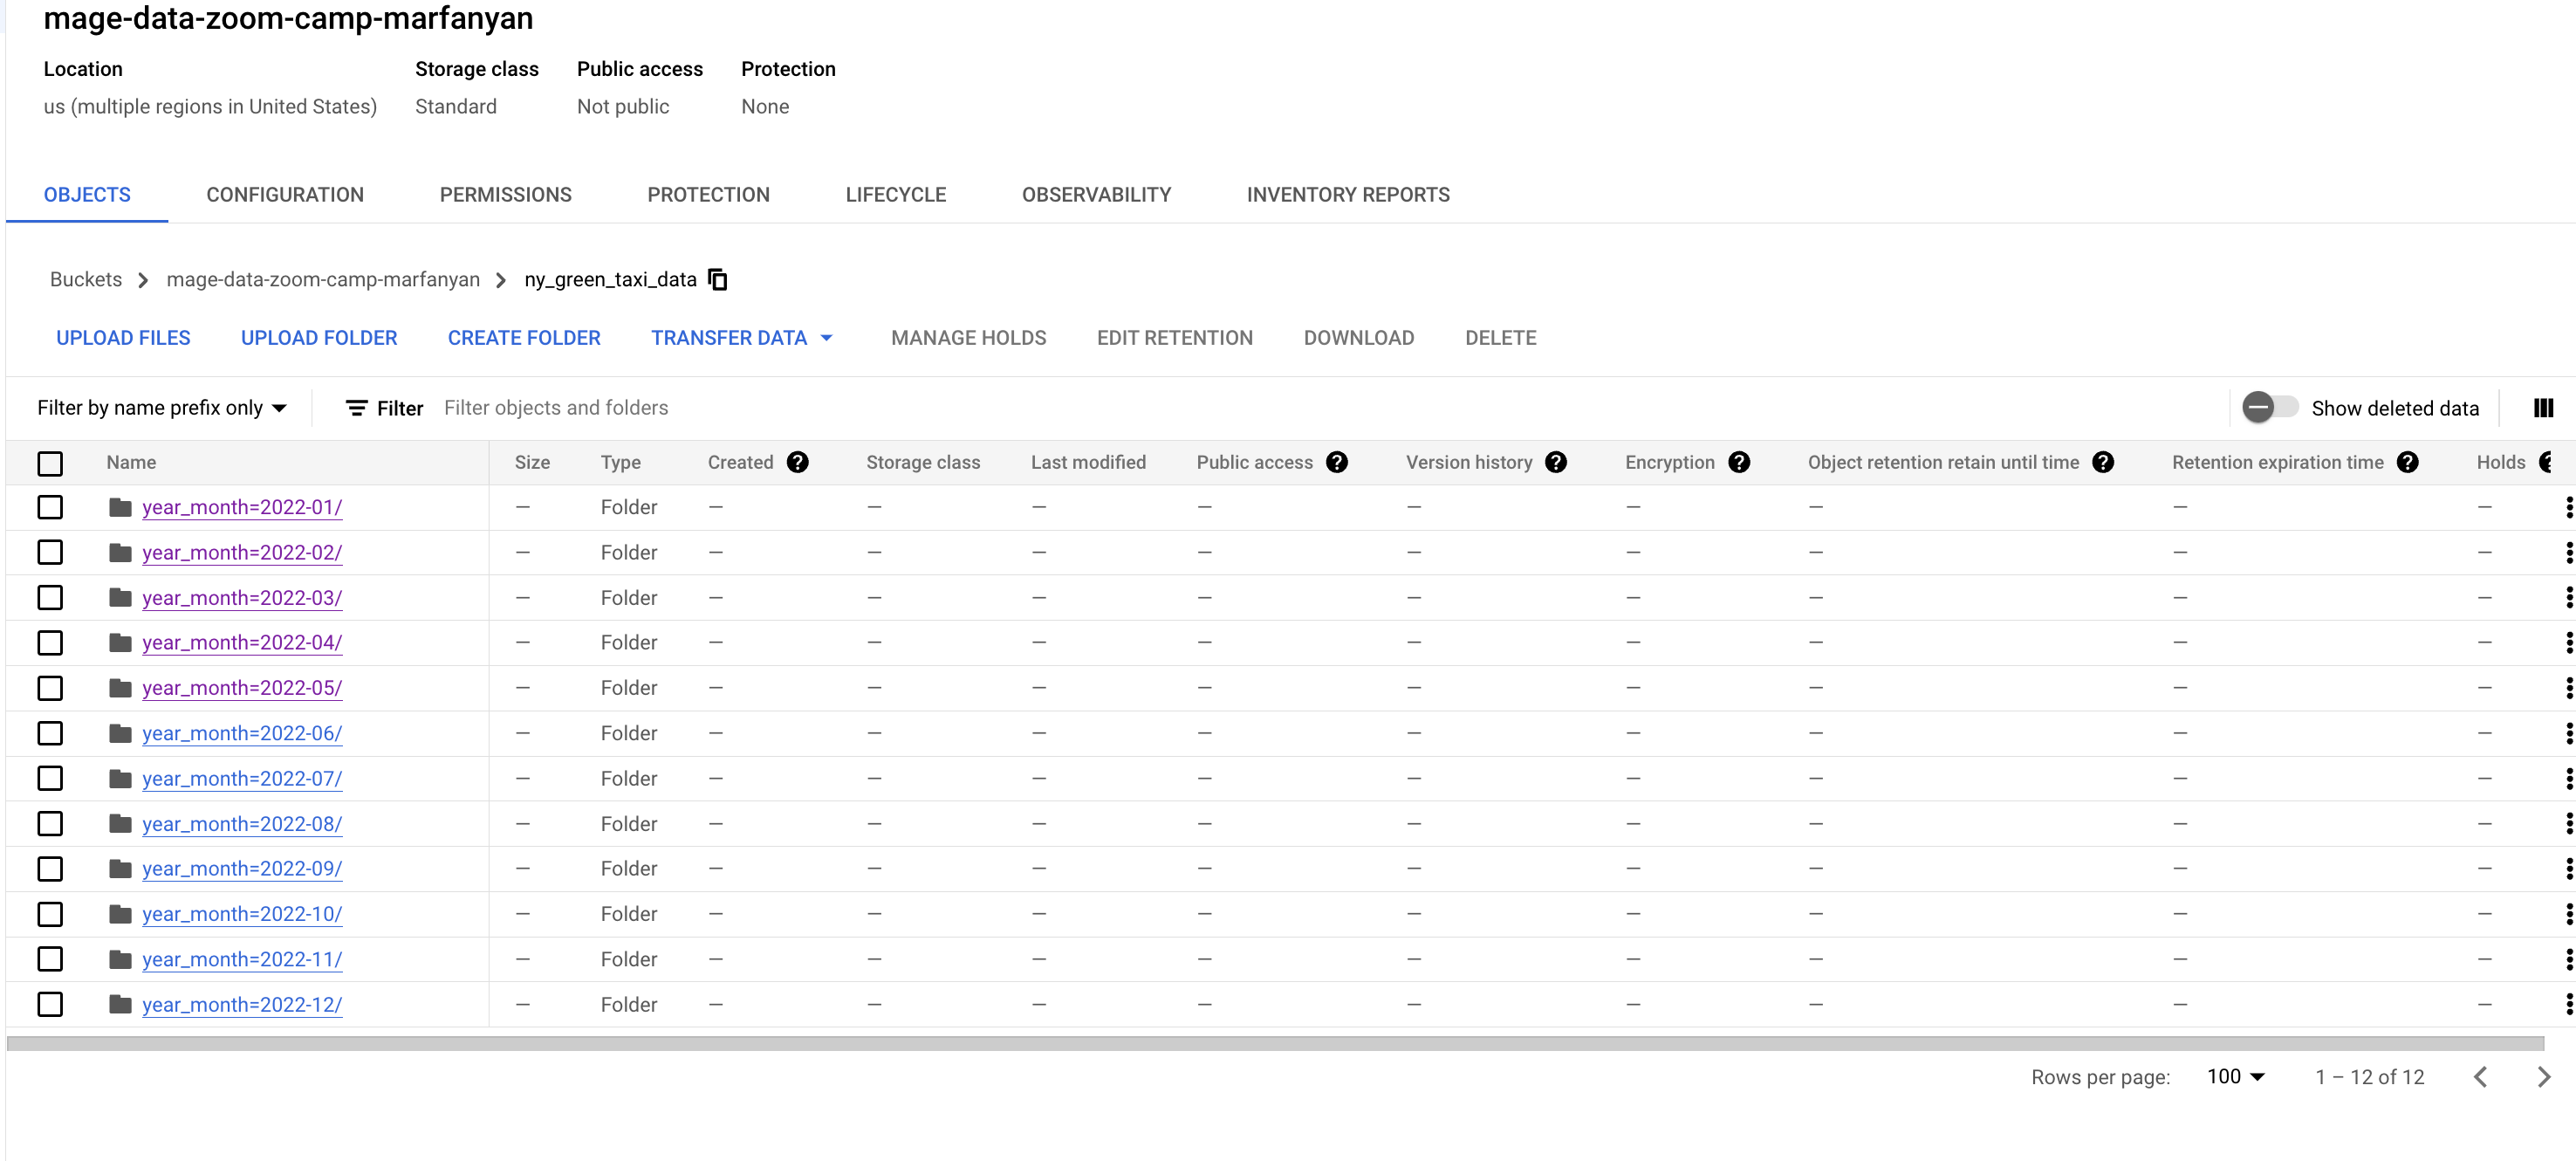 mage-data-zoom-camp-marfanyan
Location Storage class Public access Protection
us (multiple regions in United States) Standard Not public None
OBJECTS CONFIGURATION PERMISSIONS PROTECTION LIFECYCLE OBSERVABILITY INVENTORY REPORTS
Buckets mage-data-zoom-camp-marfanyan ny_green_taxi_data
UPLOAD FILES UPLOAD FOLDER CREATE FOLDER TRANSFER DATA MANAGE HOLDS EDIT RETENTION DOWNLOAD DELETE
Filter by name prefix only Filter Filter objects and folders Show deleted data
Name Size Type Created ? Storage class Last modified Public access ? Version history ? Encryption ? Object retention retain until time ? Retention expiration time ? Holds ?
year_month=2022-01/ — Folder — — — — — — — — —
year_month=2022-02/ — Folder — — — — — — — — —
year_month=2022-03/ — Folder — — — — — — — — —
year_month=2022-04/ — Folder — — — — — — — — —
year_month=2022-05/ — Folder — — — — — — — — —
year_month=2022-06/ — Folder — — — — — — — — —
year_month=2022-07/ — Folder — — — — — — — — —
year_month=2022-08/ — Folder — — — — — — — — —
year_month=2022-09/ — Folder — — — — — — — — —
year_month=2022-10/ — Folder — — — — — — — — —
year_month=2022-11/ — Folder — — — — — — — — —
year_month=2022-12/ — Folder — — — — — — — — —
Rows per page: 100 1 – 12 of 12